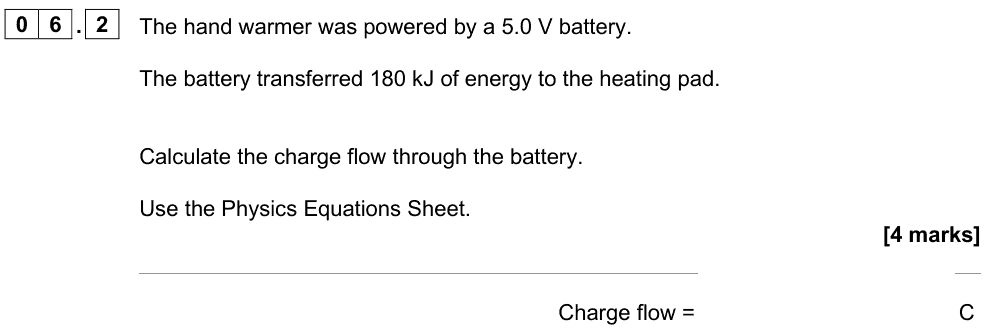 0 6 . 2 The hand warmer was powered by a 5.0 V battery.
The battery transferred 180 kJ of energy to the heating pad.
Calculate the charge flow through the battery.
Use the Physics Equations Sheet.
[4 marks]
Charge flow = C